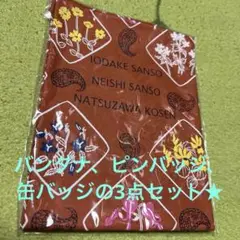 IODAKE SANSO
NEISHI SANSO
NATSUZAWA KOSEN
バンダナ、ピンバッジ、
缶バッジの3点セット★